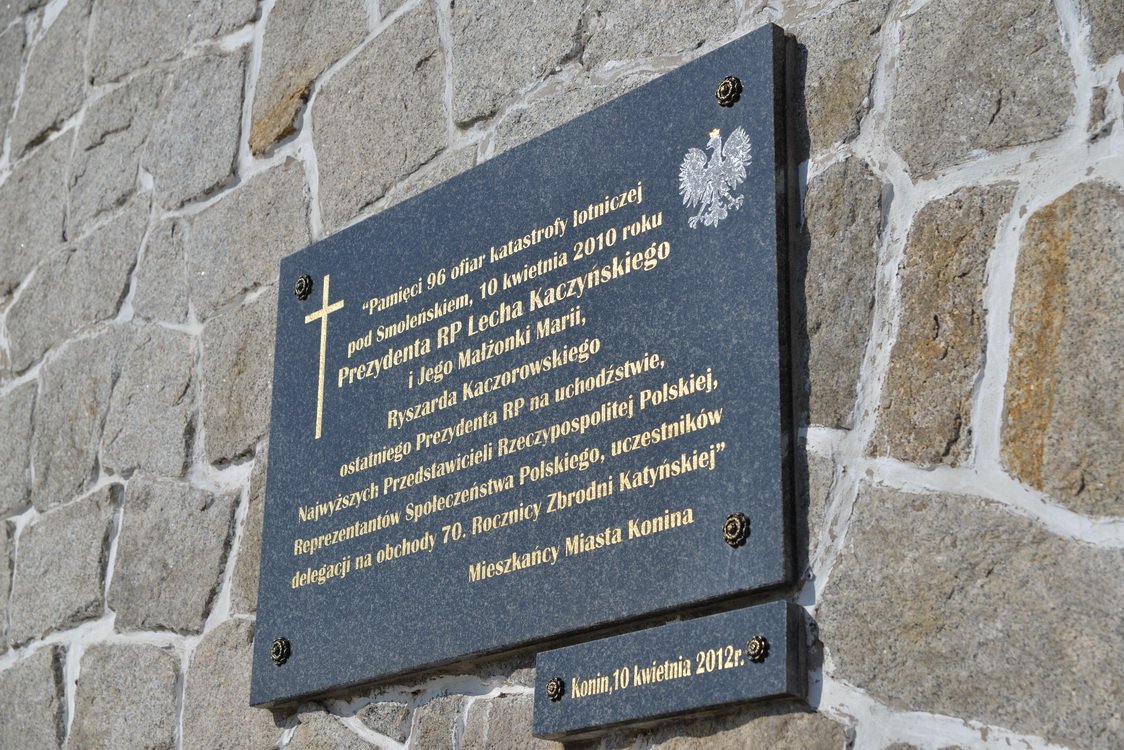 “Pamięci 96 ofiar katastrofy lotniczej
pod Smoleńskiem, 10 kwietnia 2010 roku
Prezydenta RP Lecha Kaczyńskiego
i Jego Małżonki Marii,
Ryszarda Kaczorowskiego
ostatniego Prezydenta RP na uchodźstwie,
Najwyższych Przedstawicieli Rzeczypospolitej Polskiej,
Reprezentantów Społeczeństwa Polskiego, uczestników
delegacji na obchody 70. Rocznicy Zbrodni Katyńskiej”
Mieszkańcy Miasta Konina
Konin,10 kwietnia 2012r.